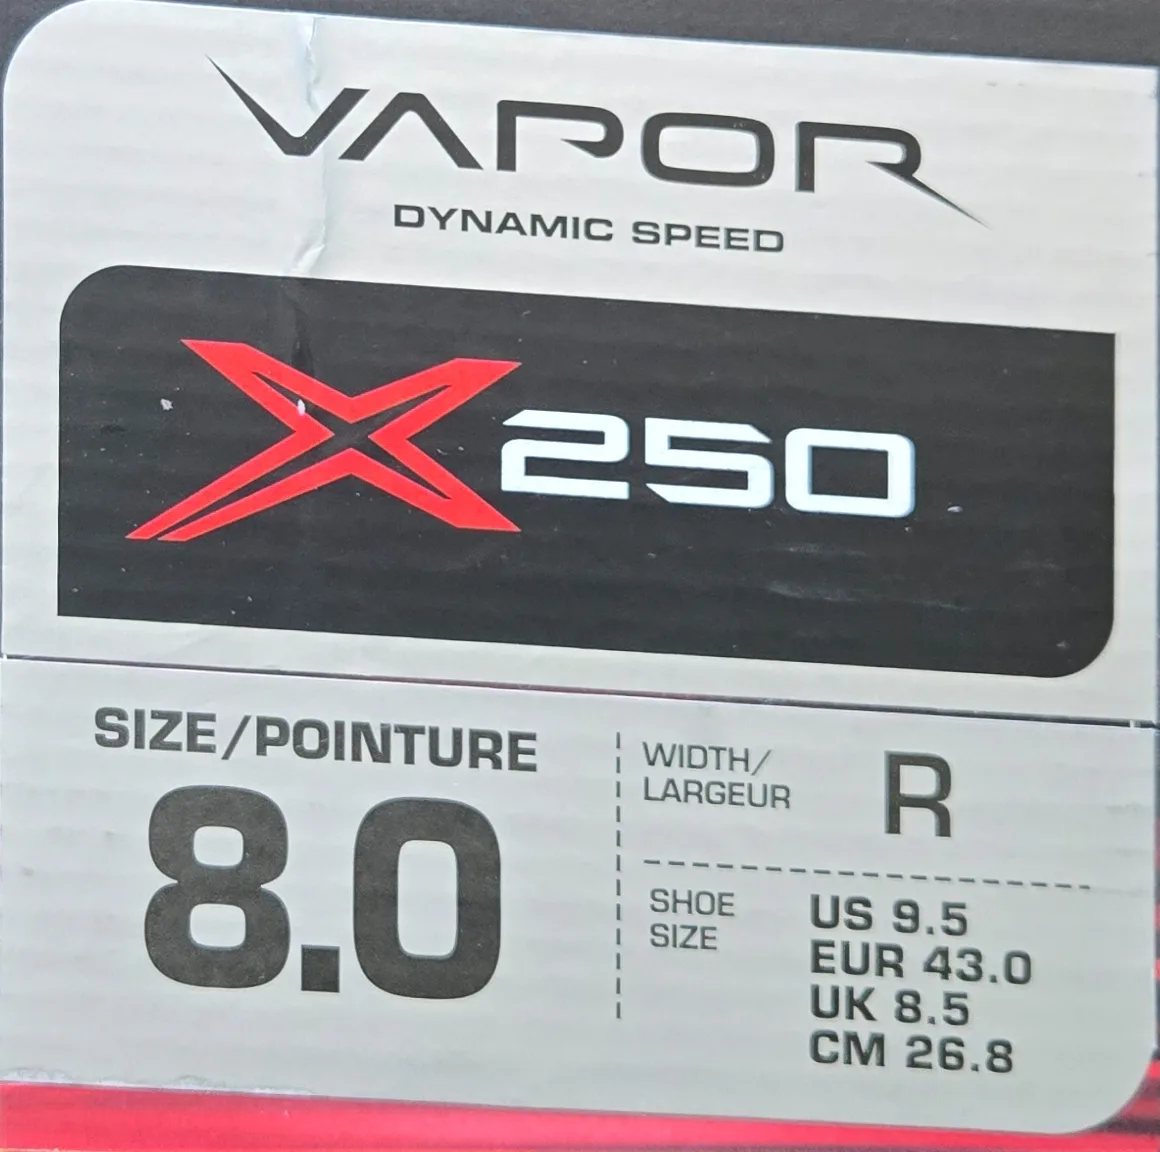 VAPOR
DYNAMIC SPEED
X250
SIZE/POINTURE
8.0
WIDTH/
LARGEUR
R
SHOE
SIZE
US 9.5
EUR 43.0
UK 8.5
CM 26.8